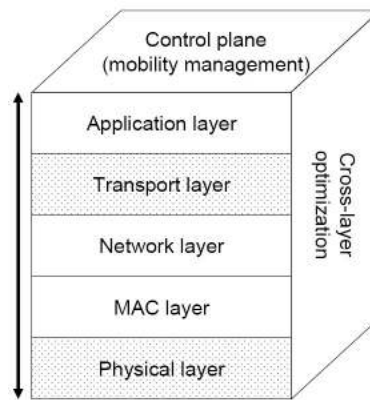 Control plane
(mobility management)
Application layer
Transport layer
Network layer
MAC layer
Physical layer
Cross-layer
optimization